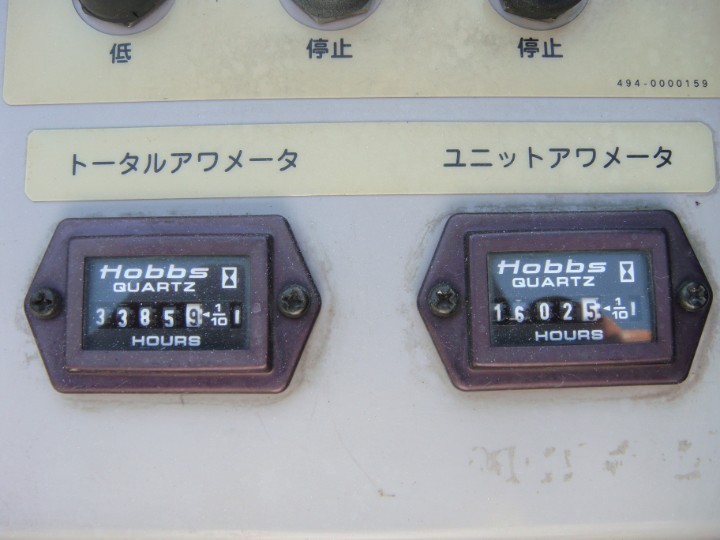 低
停止
停止
494-0000159
トータルアワメータ
ユニットアワメータ
Hobbs
QUARTZ
33859 1/10
HOURS
Hobbs
QUARTZ
16025 1/10
HOURS